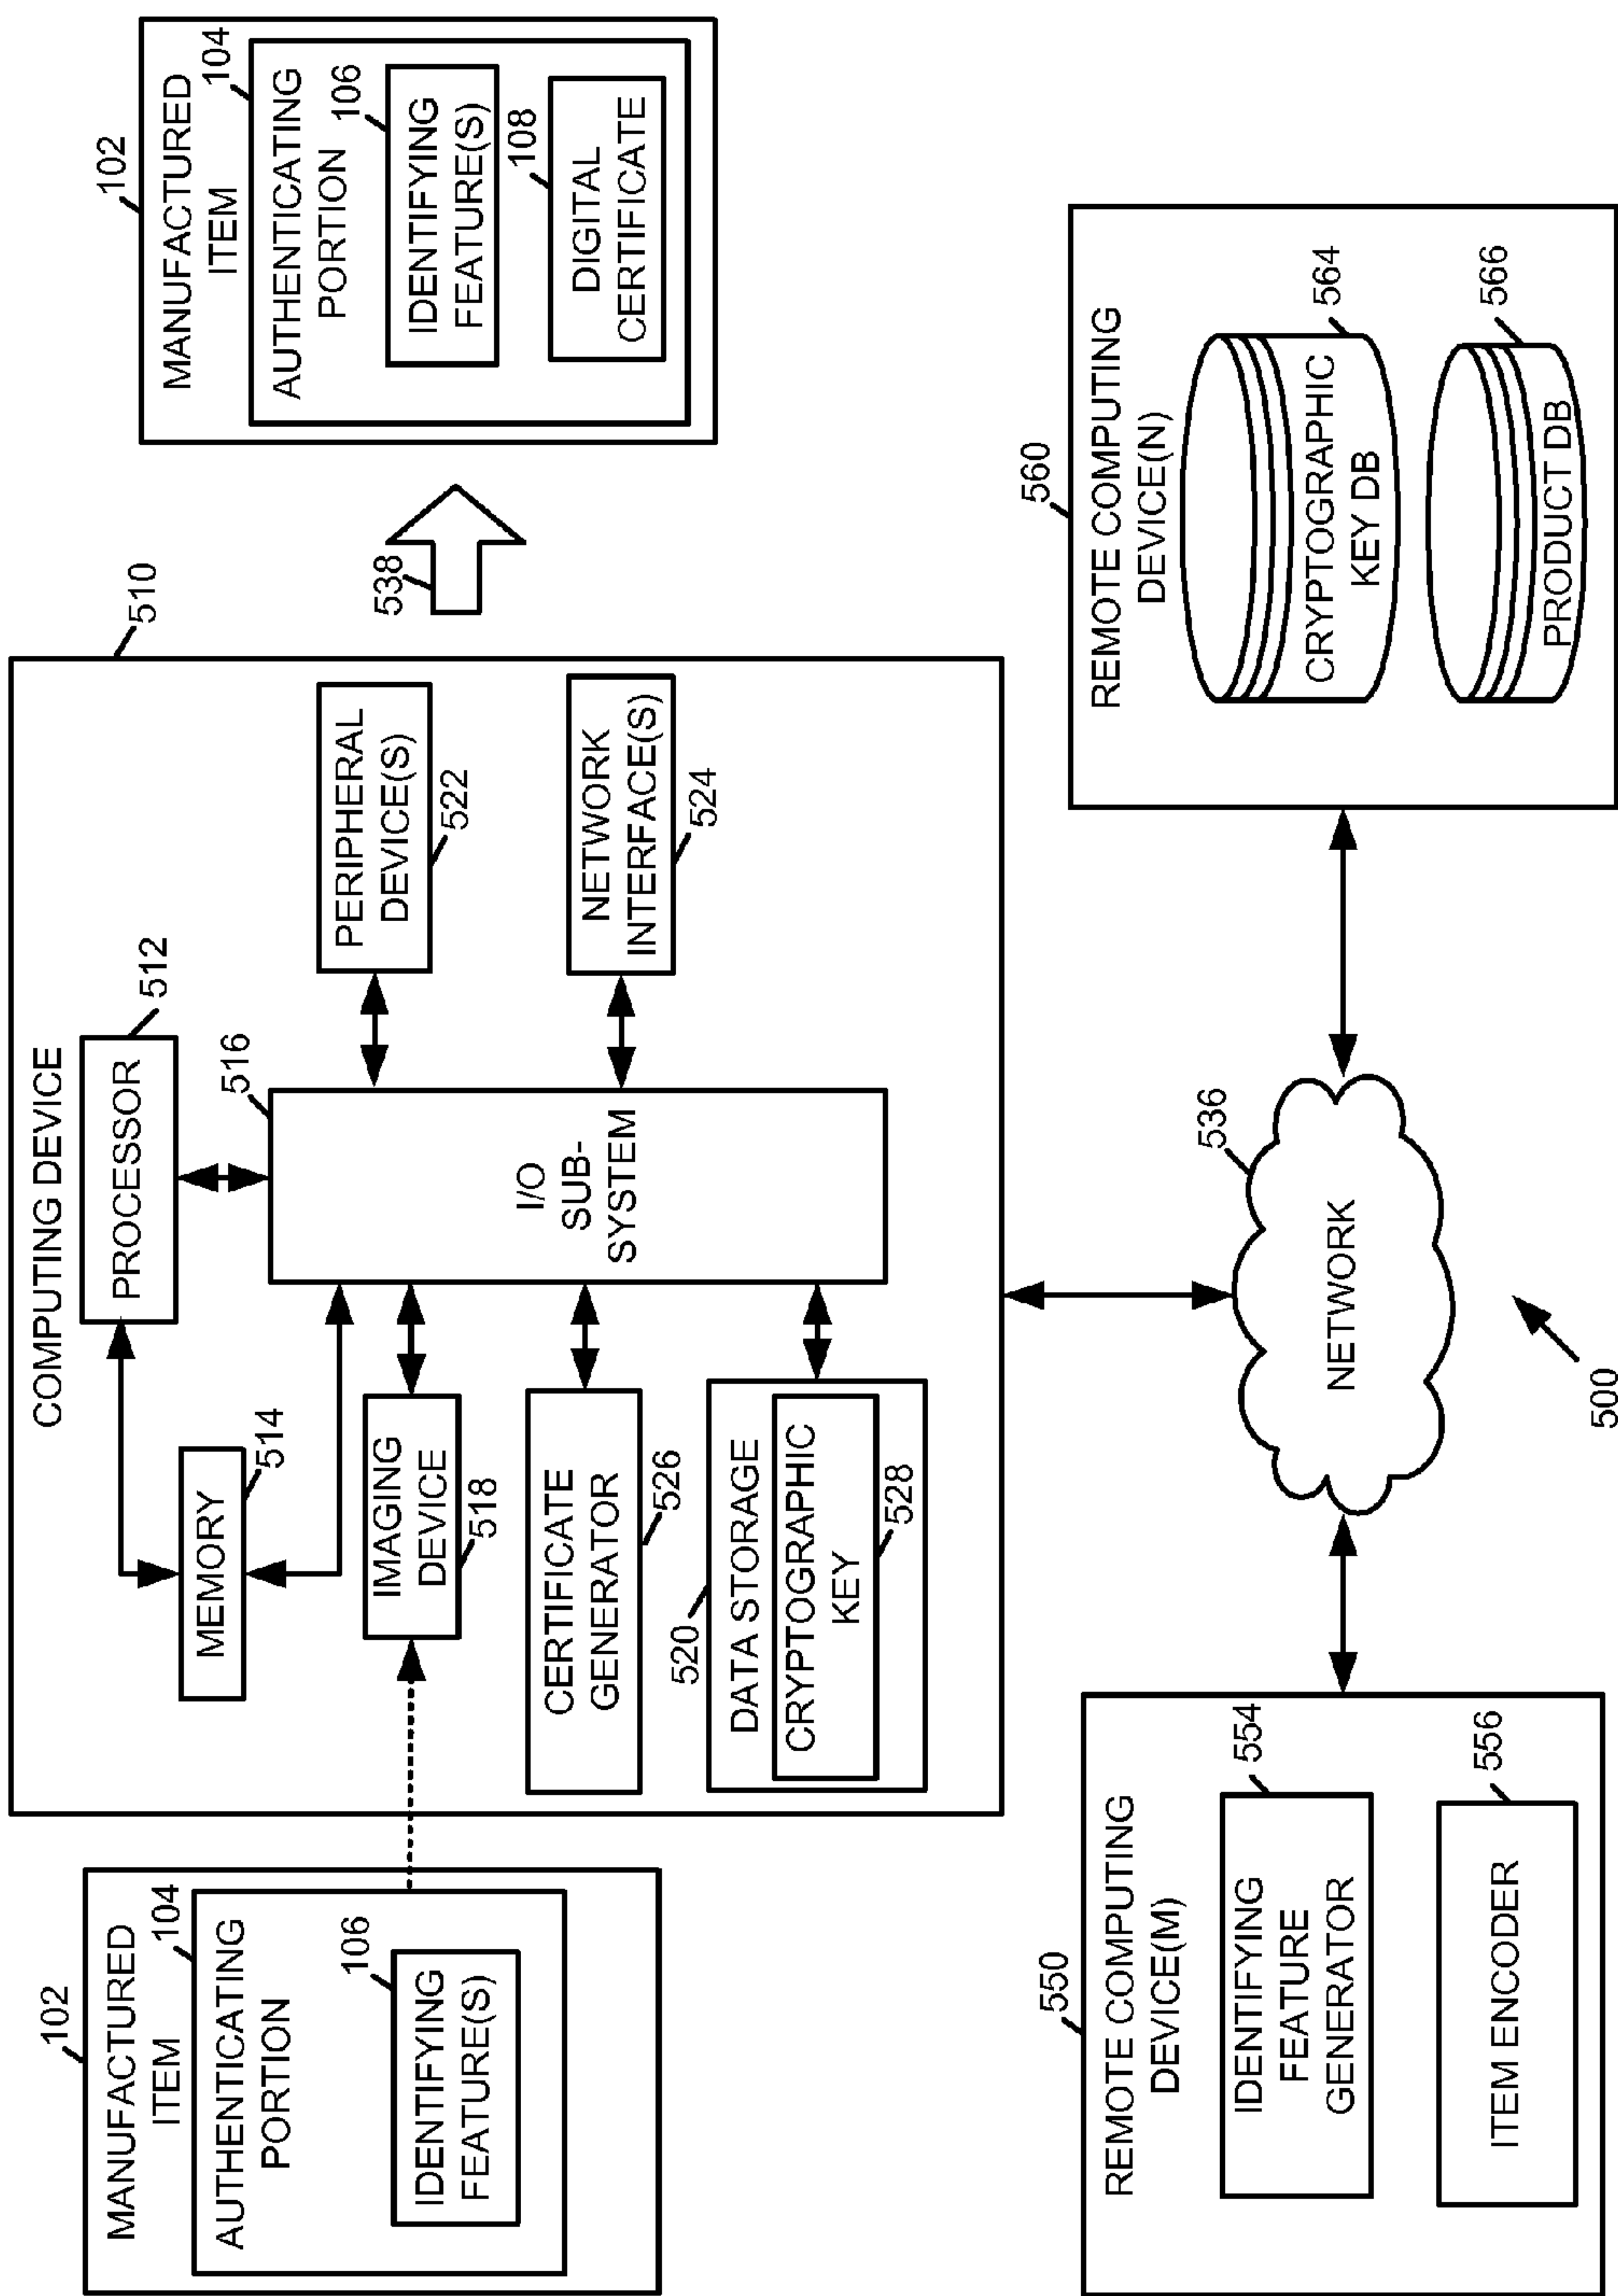 102
MANUFACTURED
ITEM
104
AUTHENTICATING
PORTION
106
IDENTIFYING
FEATURE(S)
510
COMPUTING DEVICE
PROCESSOR
512
MEMORY
514
516
I/O
SUB-
SYSTEM
IMAGING
DEVICE
518
CERTIFICATE
GENERATOR
526
520
DATA STORAGE
CRYPTOGRAPHIC
KEY
528
PERIPHERAL
DEVICE(S)
522
NETWORK
INTERFACE(S)
524
538
102
MANUFACTURED
ITEM
104
AUTHENTICATING
PORTION
106
IDENTIFYING
FEATURE(S)
108
DIGITAL
CERTIFICATE
550
REMOTE COMPUTING
DEVICE(M)
554
IDENTIFYING
FEATURE
GENERATOR
556
ITEM ENCODER
536
NETWORK
500
560
REMOTE COMPUTING
DEVICE(N)
CRYPTOGRAPHIC
KEY DB
564
PRODUCT DB
566